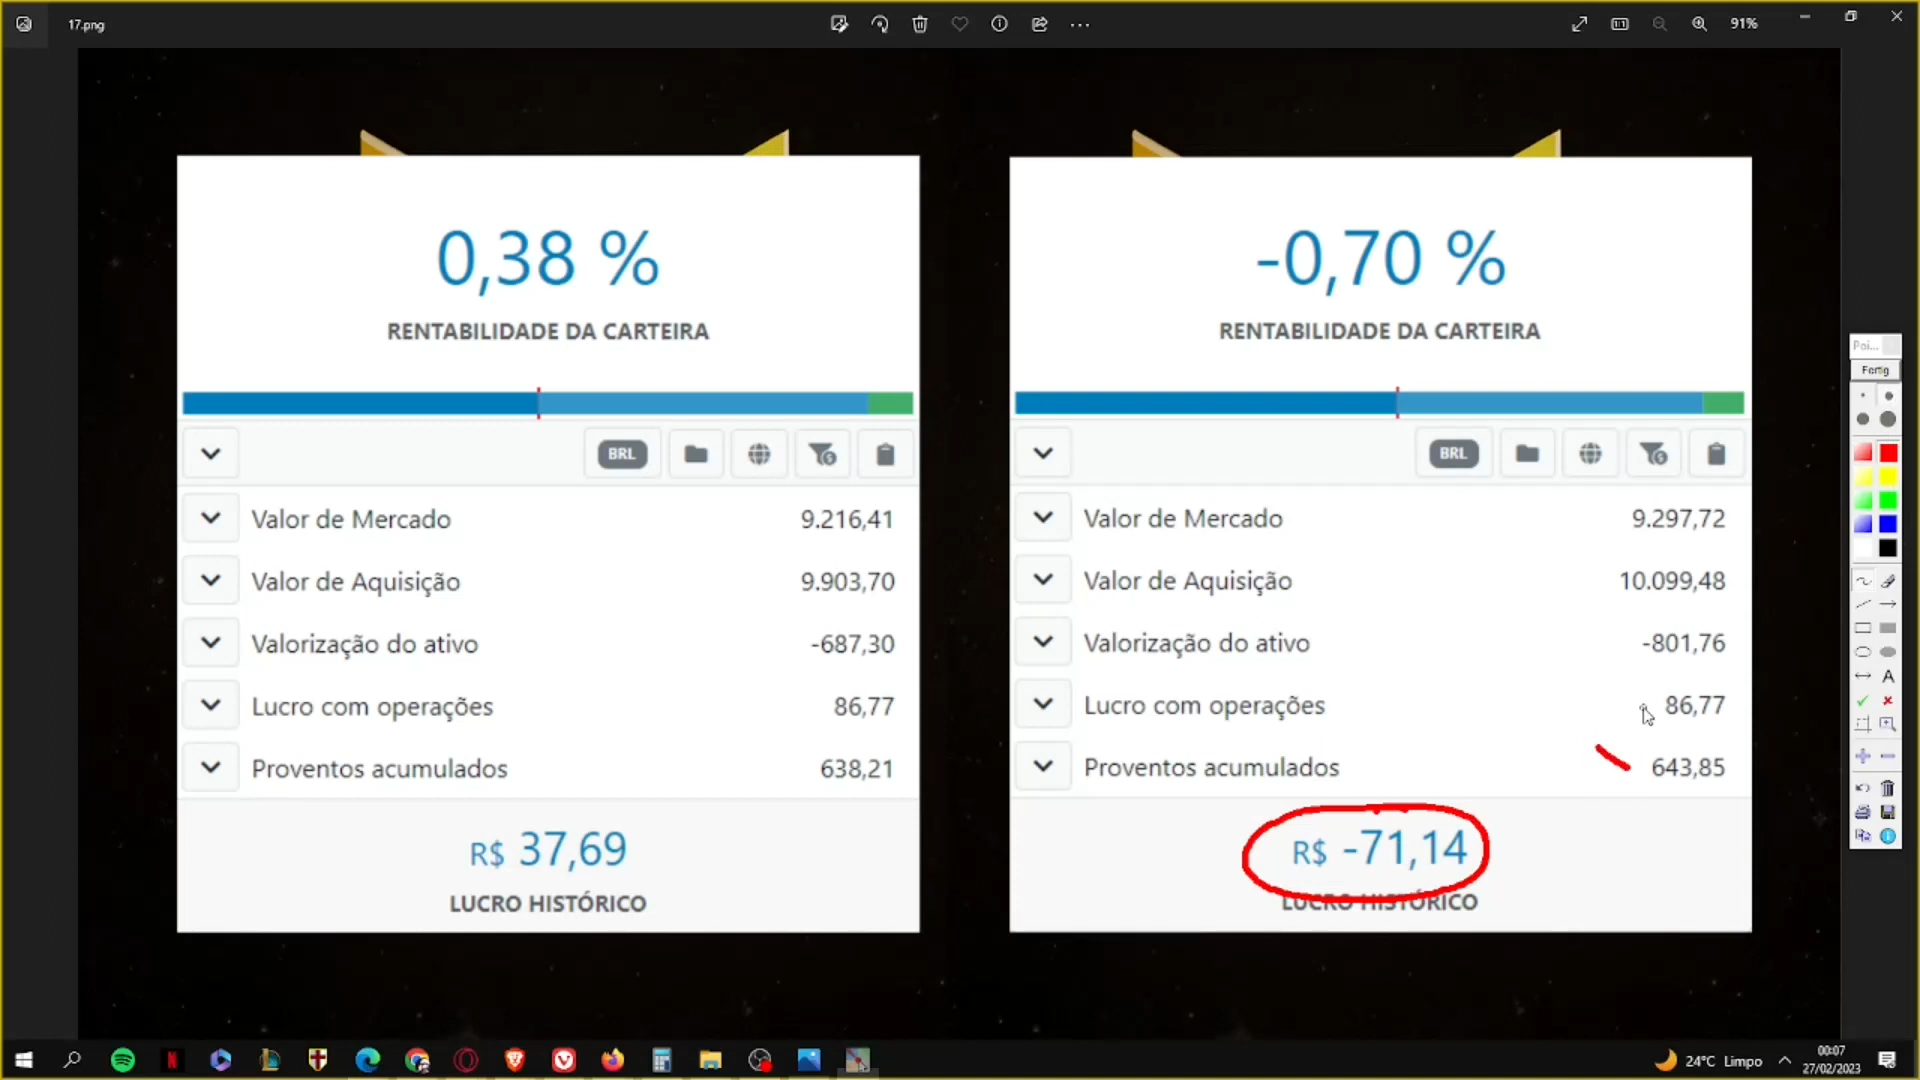 17.png
91%
0,38 %
RENTABILIDADE DA CARTEIRA
BRL
Valor de Mercado 9.216,41
Valor de Aquisição 9.903,70
Valorização do ativo -687,30
Lucro com operações 86,77
Proventos acumulados 638,21
R$ 37,69
LUCRO HISTÓRICO
-0,70 %
RENTABILIDADE DA CARTEIRA
BRL
Valor de Mercado 9.297,72
Valor de Aquisição 10.099,48
Valorização do ativo -801,76
Lucro com operações 86,77
Proventos acumulados 643,85
R$ -71,14
LUCRO HISTÓRICO
Poi...
Fertig
A
24°C Limpo
00:07
27/02/2023